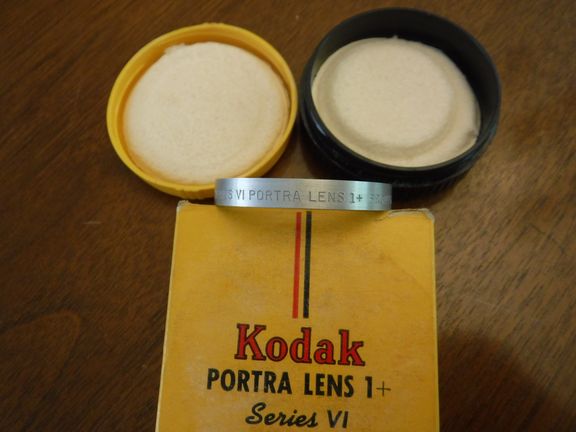 VI PORTRA LENS 1+
Kodak
PORTRA LENS 1+
Series VI